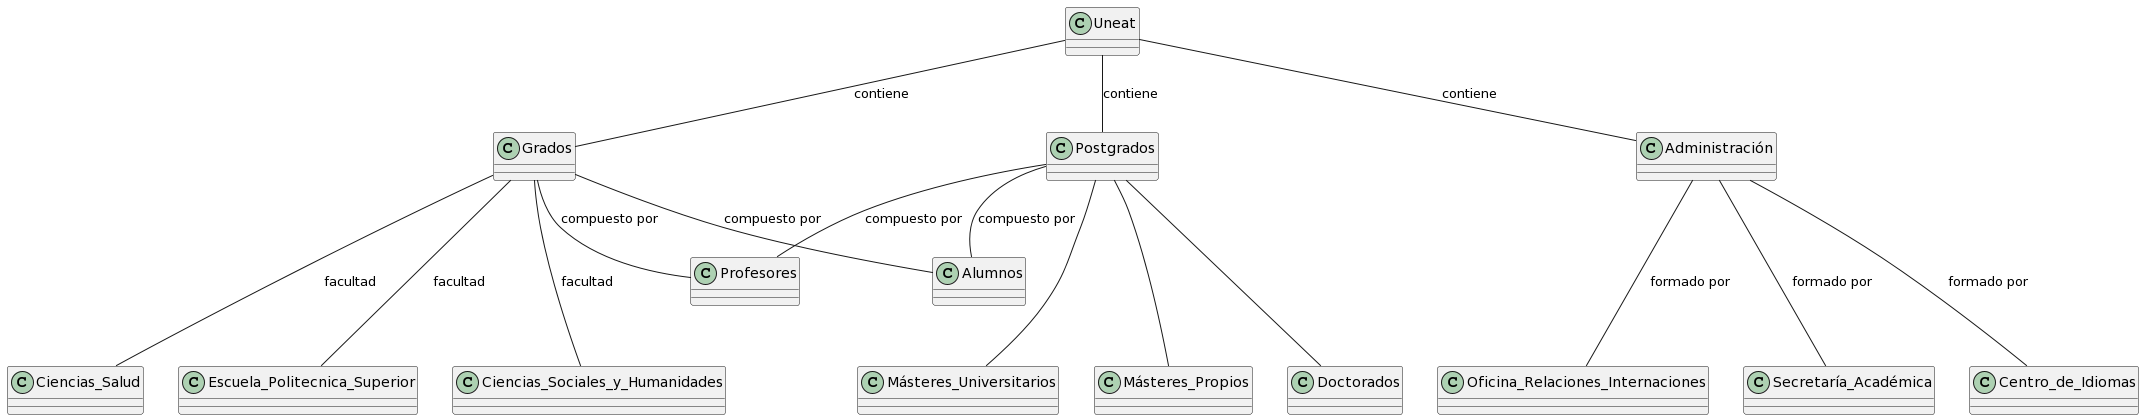 C Uneat
contiene
contiene
contiene
C Grados
C Postgrados
C Administración
compuesto por
compuesto por
compuesto por
compuesto por
C Profesores
C Alumnos
facultad
facultad
facultad
formado por
formado por
formado por
C Ciencias_Salud
C Escuela_Politecnica_Superior
C Ciencias_Sociales_y_Humanidades
C Másteres_Universitarios
C Másteres_Propios
C Doctorados
C Oficina_Relaciones_Internaciones
C Secretaría_Académica
C Centro_de_Idiomas